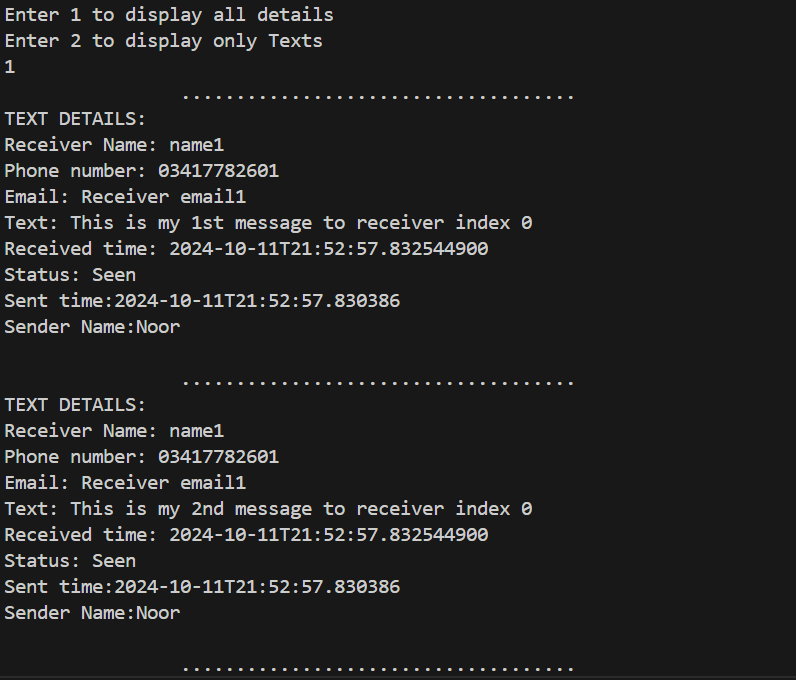 Enter 1 to display all details
Enter 2 to display only Texts
1
....................................
TEXT DETAILS:
Receiver Name: name1
Phone number: 03417782601
Email: Receiver email1
Text: This is my 1st message to receiver index 0
Received time: 2024-10-11T21:52:57.832544900
Status: Seen
Sent time:2024-10-11T21:52:57.830386
Sender Name:Noor
....................................
TEXT DETAILS:
Receiver Name: name1
Phone number: 03417782601
Email: Receiver email1
Text: This is my 2nd message to receiver index 0
Received time: 2024-10-11T21:52:57.832544900
Status: Seen
Sent time:2024-10-11T21:52:57.830386
Sender Name:Noor
....................................